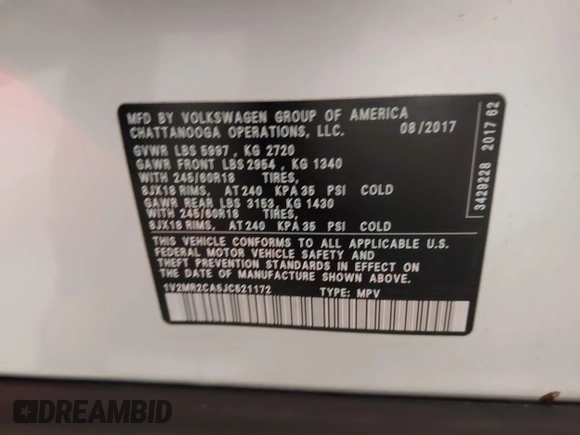 MFD BY VOLKSWAGEN GROUP OF AMERICA
CHATTANOOGA OPERATIONS, LLC. 08/2017
GVWR LBS 5997 , KG 2720
GAWR FRONT LBS 2954 , KG 1340
WITH 245/60R18 TIRES,
8JX18 RIMS, AT 240 KPA 35 PSI COLD
GAWR REAR LBS 3153, KG 1430
WITH 245/60R18 TIRES,
8JX18 RIMS, AT 240 KPA 35 PSI COLD
THIS VEHICLE CONFORMS TO ALL APPLICABLE U.S.
FEDERAL MOTOR VEHICLE SAFETY AND
THEFT PREVENTION STANDARDS IN EFFECT ON
THE DATE OF MANUFACTURE SHOWN ABOVE.
1V2MR2CA5JC521172 TYPE: MPV
3429228 2017 62
DREAMBID